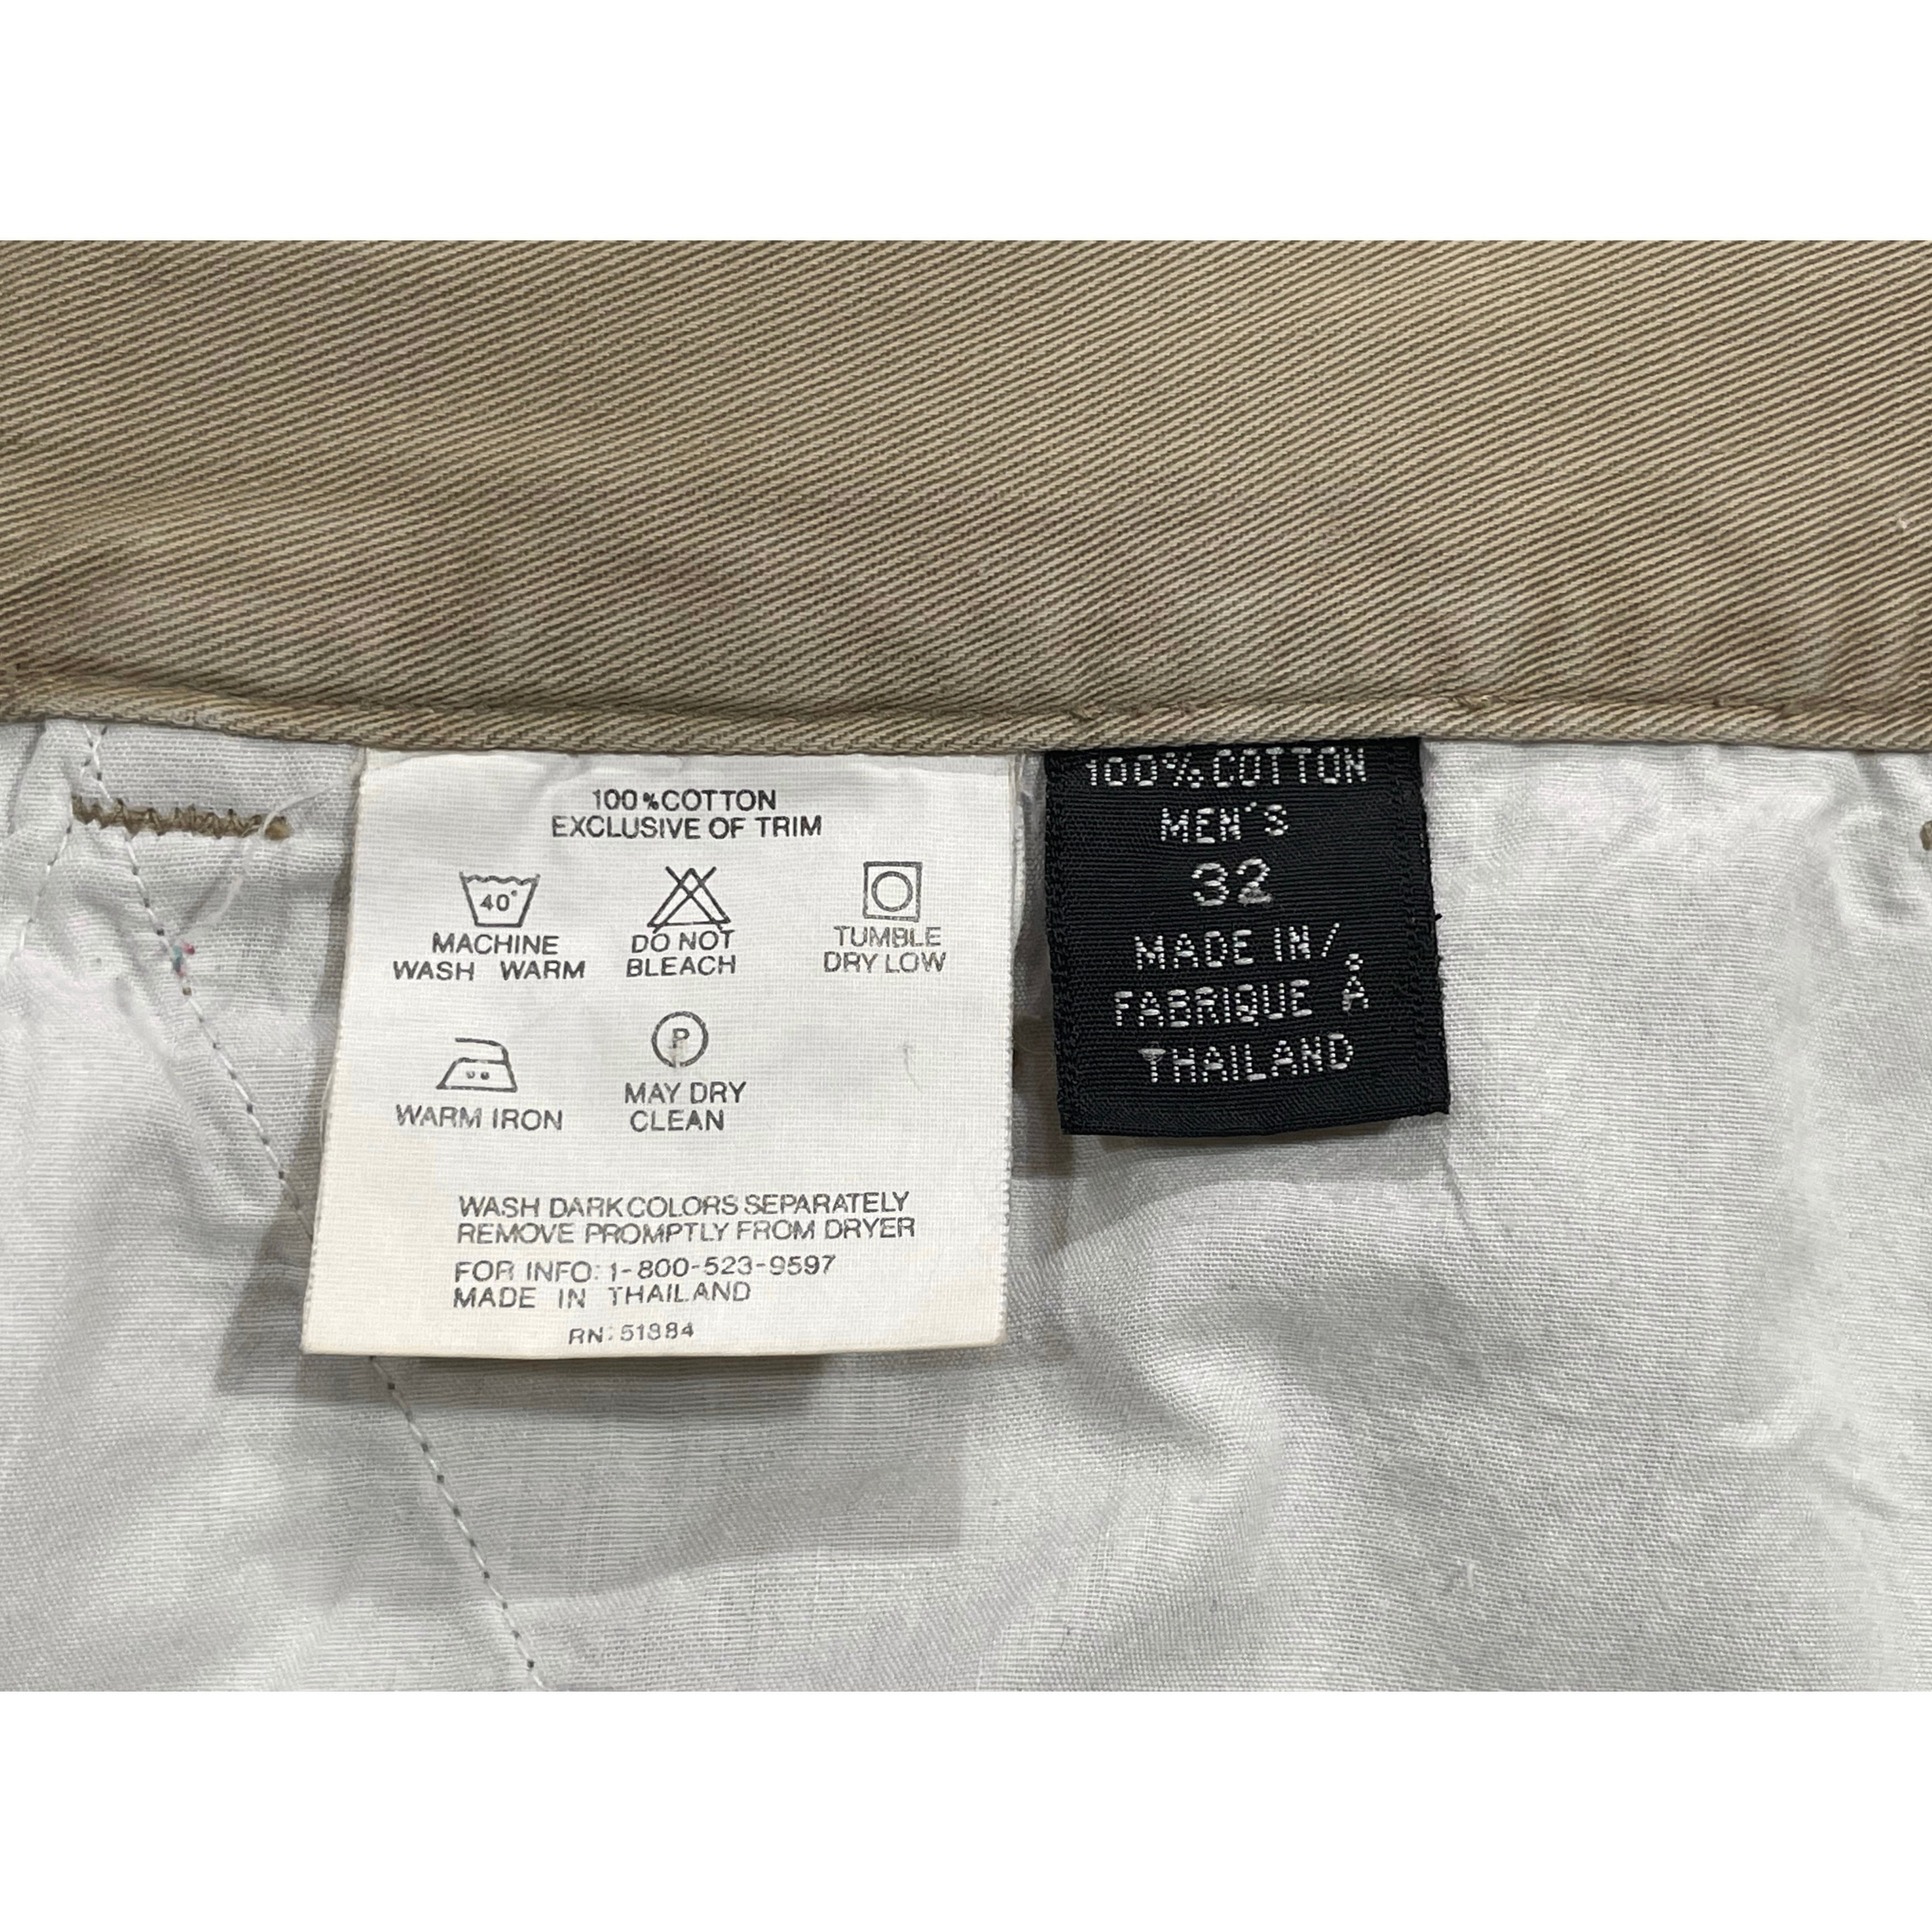 100%COTTON
EXCLUSIVE OF TRIM
40°
MACHINE
WASH WARM
DO NOT
BLEACH
TUMBLE
DRY LOW
WARM IRON
P
MAY DRY
CLEAN
WASH DARK COLORS SEPARATELY
REMOVE PROMPTLY FROM DRYER
FOR INFO: 1-800-523-9597
MADE IN THAILAND
RN: 51884
100% COTTON
MEN'S
32
MADE IN /
FABRIQUE À
THAILAND